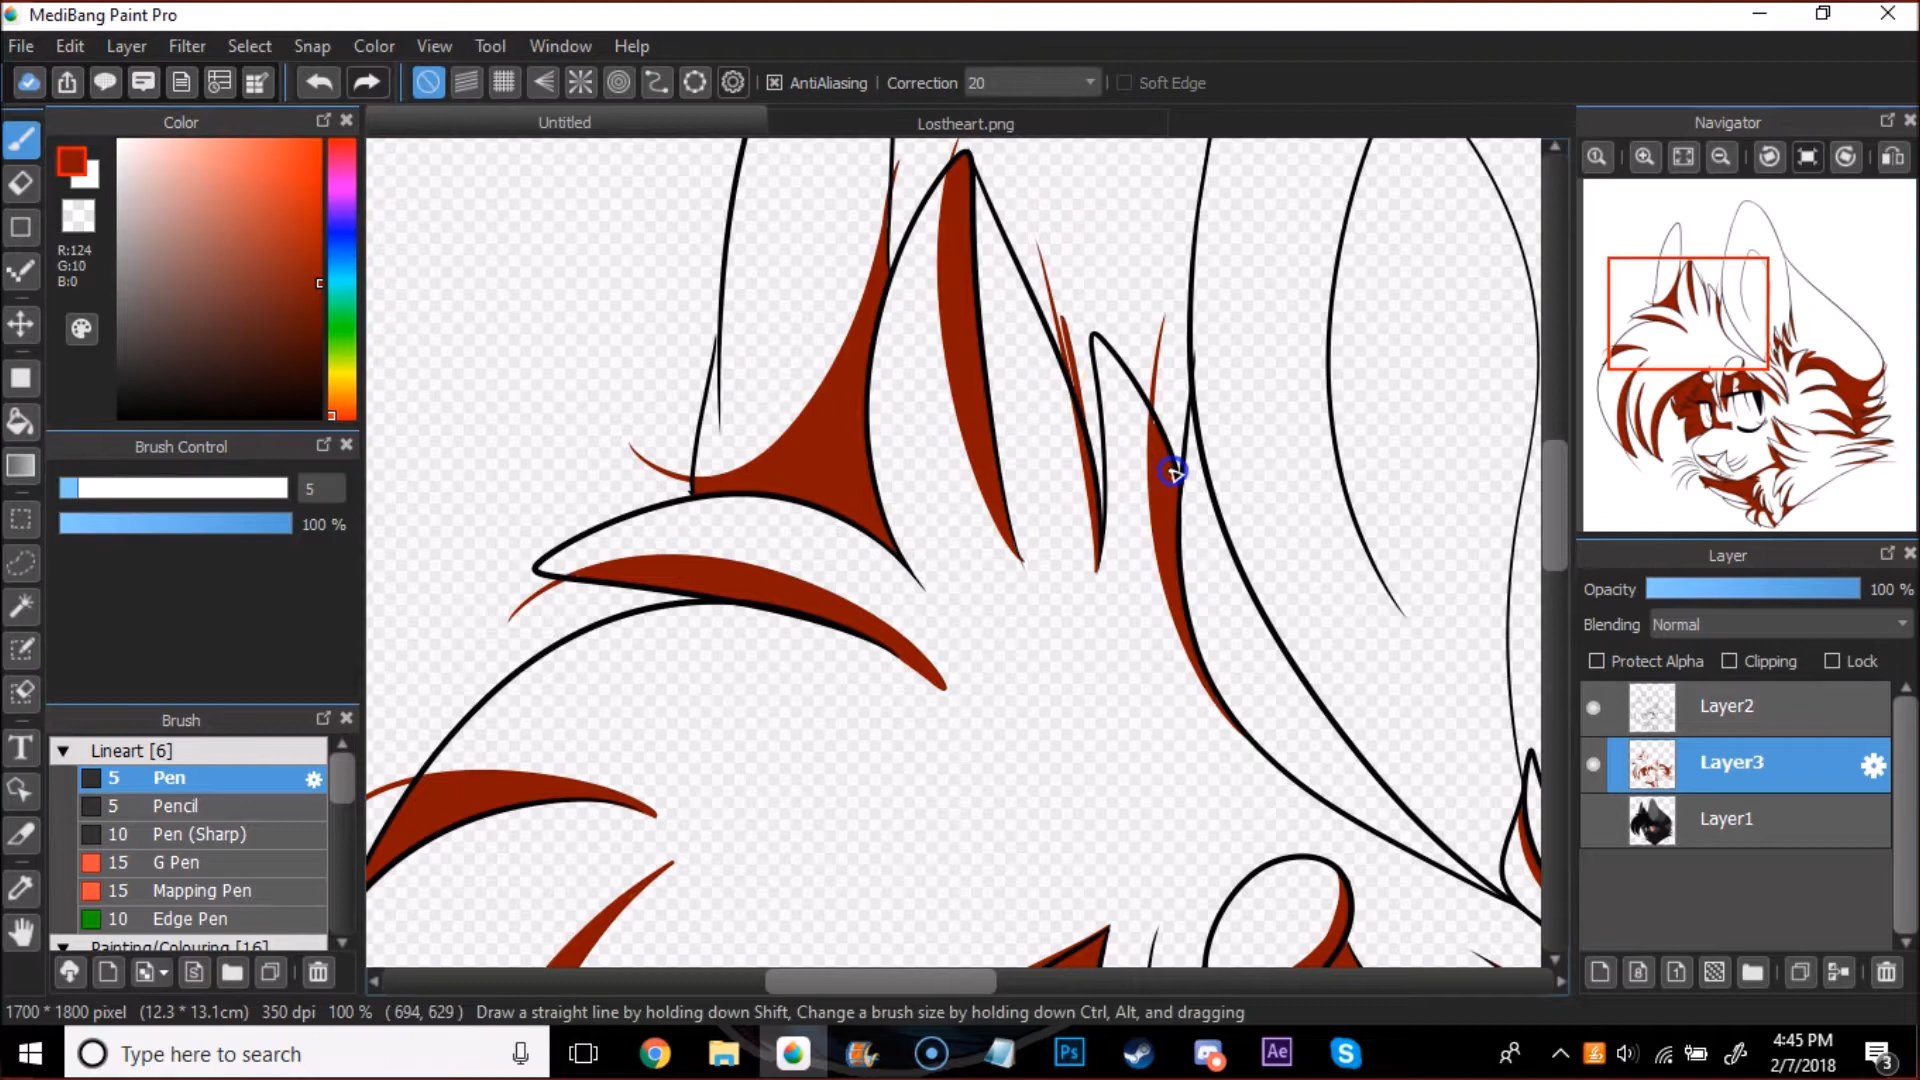 MediBang Paint Pro
File Edit Layer Filter Select Snap Color View Tool Window Help
AntiAliasing Correction 20 Soft Edge
Color
Untitled
Lostheart.png
Navigator
R:124
G:10
B:0
Brush Control
5
100 %
Brush
Lineart [6]
5 Pen
5 Pencil
10 Pen (Sharp)
15 G Pen
15 Mapping Pen
10 Edge Pen
Painting/Colouring [16]
Layer
Opacity 100 %
Blending Normal
Protect Alpha Clipping Lock
Layer2
Layer3
Layer1
1700 * 1800 pixel (12.3 * 13.1cm) 350 dpi 100 % ( 694, 629 ) Draw a straight line by holding down Shift, Change a brush size by holding down Ctrl, Alt, and dragging
Type here to search
Ps
Ae
4:45 PM
2/7/2018
3